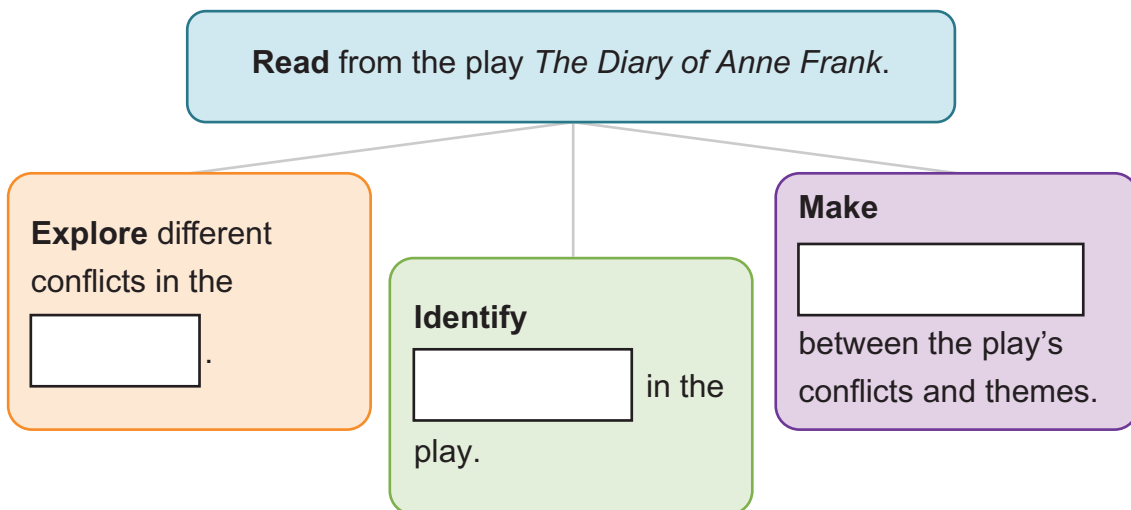 Read from the play The Diary of Anne Frank.
Explore different
conflicts in the
.
Identify
in the
play.
Make
between the play’s
conflicts and themes.